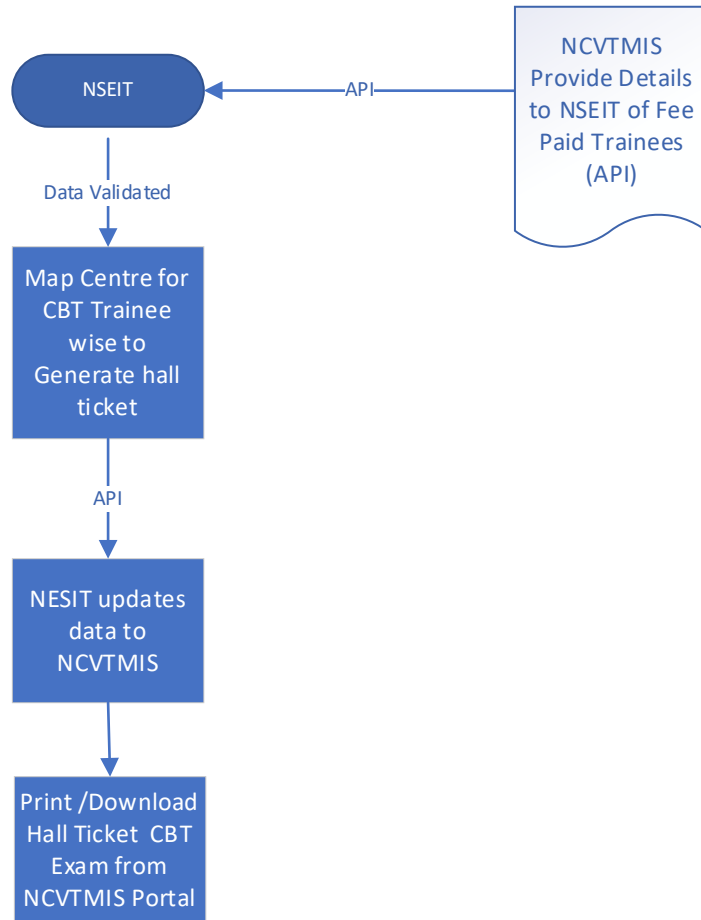 NSEIT
API
NCVTMIS
Provide Details
to NSEIT of Fee
Paid Trainees
(API)
Data Validated
Map Centre for
CBT Trainee
wise to
Generate hall
ticket
API
NESIT updates
data to
NCVTMIS
Print /Download
Hall Ticket CBT
Exam from
NCVTMIS Portal